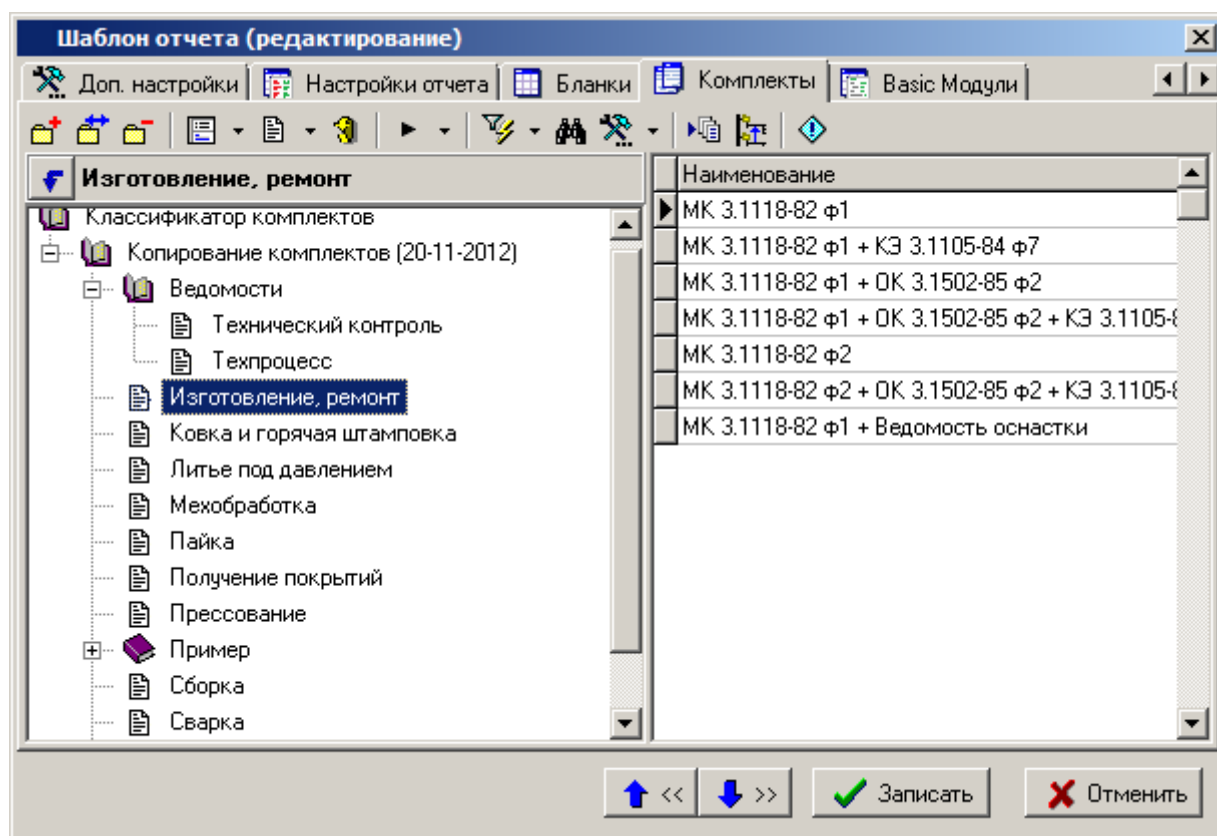 Шаблон отчета (редактирование)
Доп. настройки Настройки отчета Бланки Комплекты Basic Модули
Изготовление, ремонт
Классификатор комплектов
Копирование комплектов (20-11-2012)
Ведомости
Технический контроль
Техпроцесс
Изготовление, ремонт
Ковка и горячая штамповка
Литье под давлением
Мехобработка
Пайка
Получение покрытий
Прессование
Пример
Сборка
Сварка
Наименование
МК 3.1118-82 ф1
МК 3.1118-82 ф1 + КЭ 3.1105-84 ф7
МК 3.1118-82 ф1 + ОК 3.1502-85 ф2
МК 3.1118-82 ф1 + ОК 3.1502-85 ф2 + КЭ 3.1105-8
МК 3.1118-82 ф2
МК 3.1118-82 ф2 + ОК 3.1502-85 ф2 + КЭ 3.1105-8
МК 3.1118-82 ф1 + Ведомость оснастки
<< >> Записать Отменить